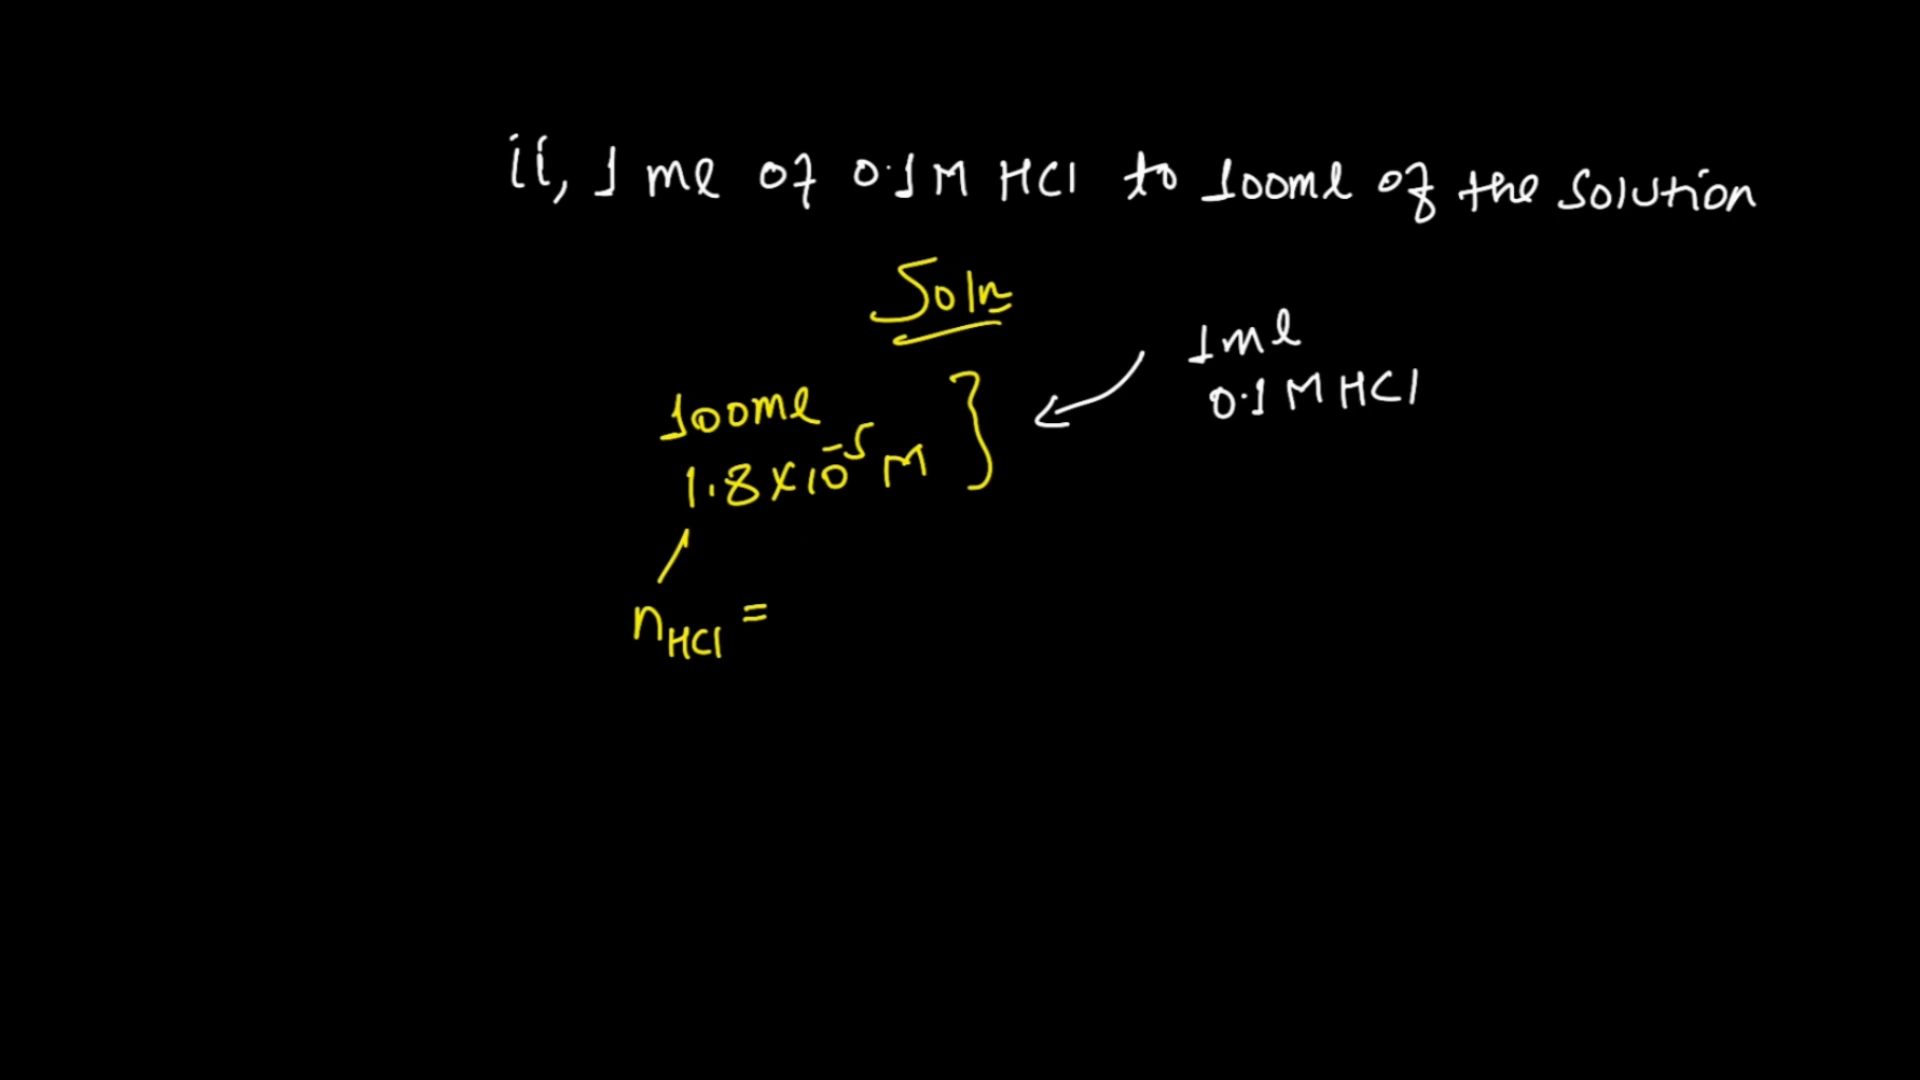 ii, 1 ml of 0.1 M HCl to 100ml of the solution
Soln
1ml
0.1 M HCl
100ml
1.8×10⁻⁵ M
nHCl =